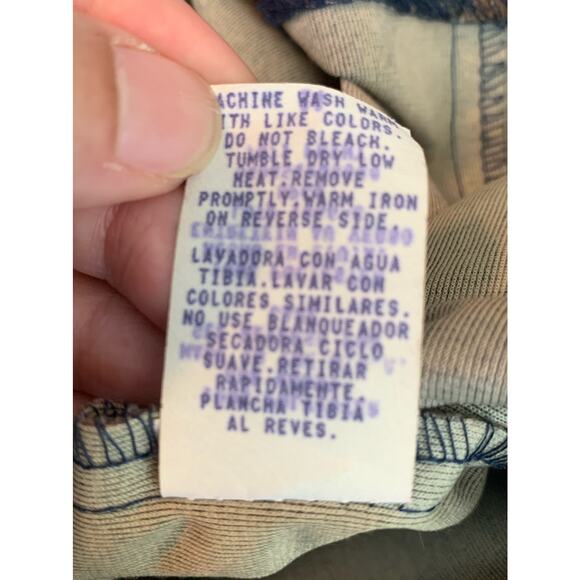 MACHINE WASH WARM
WITH LIKE COLORS.
DO NOT BLEACH.
TUMBLE DRY LOW
HEAT.REMOVE
PROMPTLY.WARM IRON
ON REVERSE SIDE.
LAVADORA CON AGUA
TIBIA.LAVAR CON
COLORES SIMILARES.
NO USE BLANQUEADOR
SECADORA CICLO
SUAVE.RETIRAR
RAPIDAMENTE.
PLANCHA TIBIA
AL REVES.